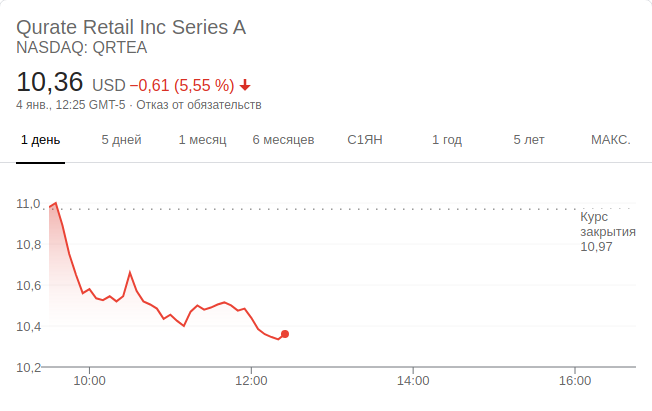 Qurate Retail Inc Series A
NASDAQ: QRTEA
10,36 USD −0,61 (5,55 %)
4 янв., 12:25 GMT-5 · Отказ от обязательств
1 день 5 дней 1 месяц 6 месяцев С1ЯН 1 год 5 лет МАКС.
11,0
Курс
закрытия
10,97
10,8
10,6
10,4
10,2
10:00 12:00 14:00 16:00